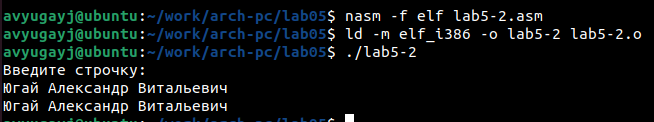 avyugayj@ubuntu:~/work/arch-pc/lab05$ nasm -f elf lab5-2.asm
avyugayj@ubuntu:~/work/arch-pc/lab05$ ld -m elf_i386 -o lab5-2 lab5-2.o
avyugayj@ubuntu:~/work/arch-pc/lab05$ ./lab5-2
Введите строчку:
Югай Александр Витальевич
Югай Александр Витальевич
avyugayj@ubuntu:~/work/arch-pc/lab05$